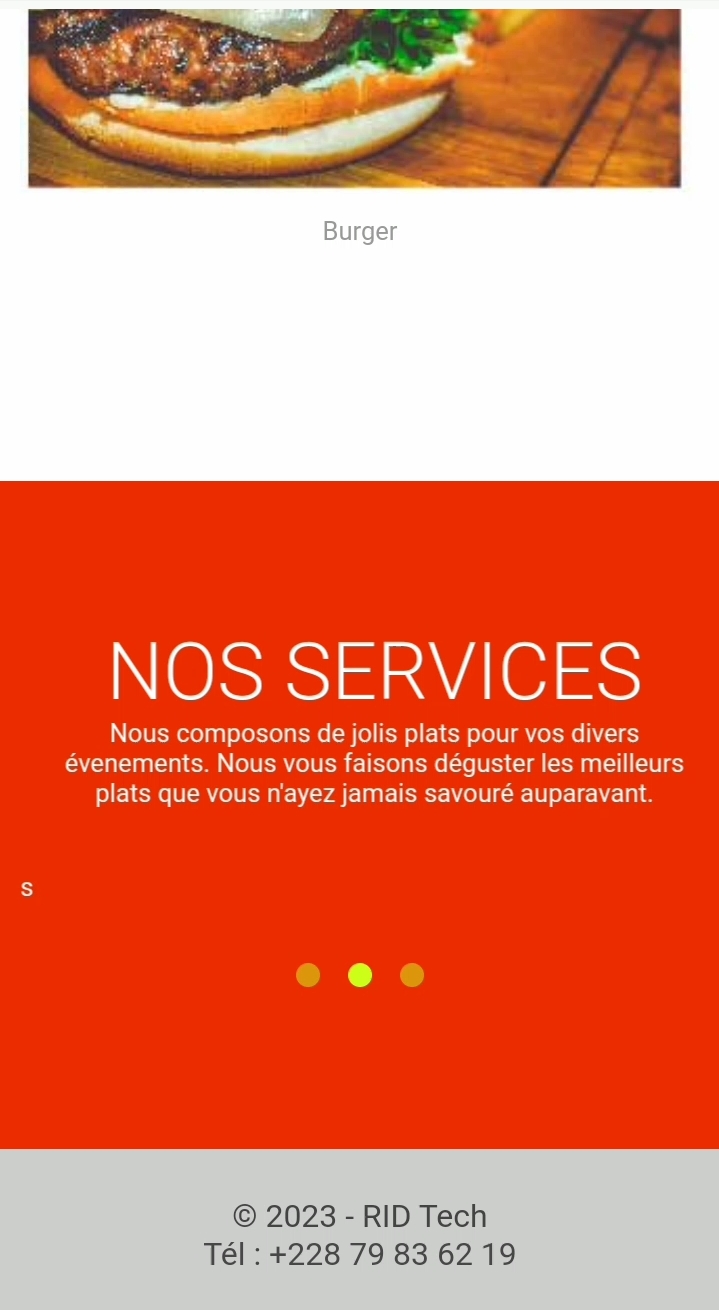 Burger
NOS SERVICES
Nous composons de jolis plats pour vos divers
évenements. Nous vous faisons déguster les meilleurs
plats que vous n'ayez jamais savouré auparavant.
s
© 2023 - RID Tech
Tél : +228 79 83 62 19